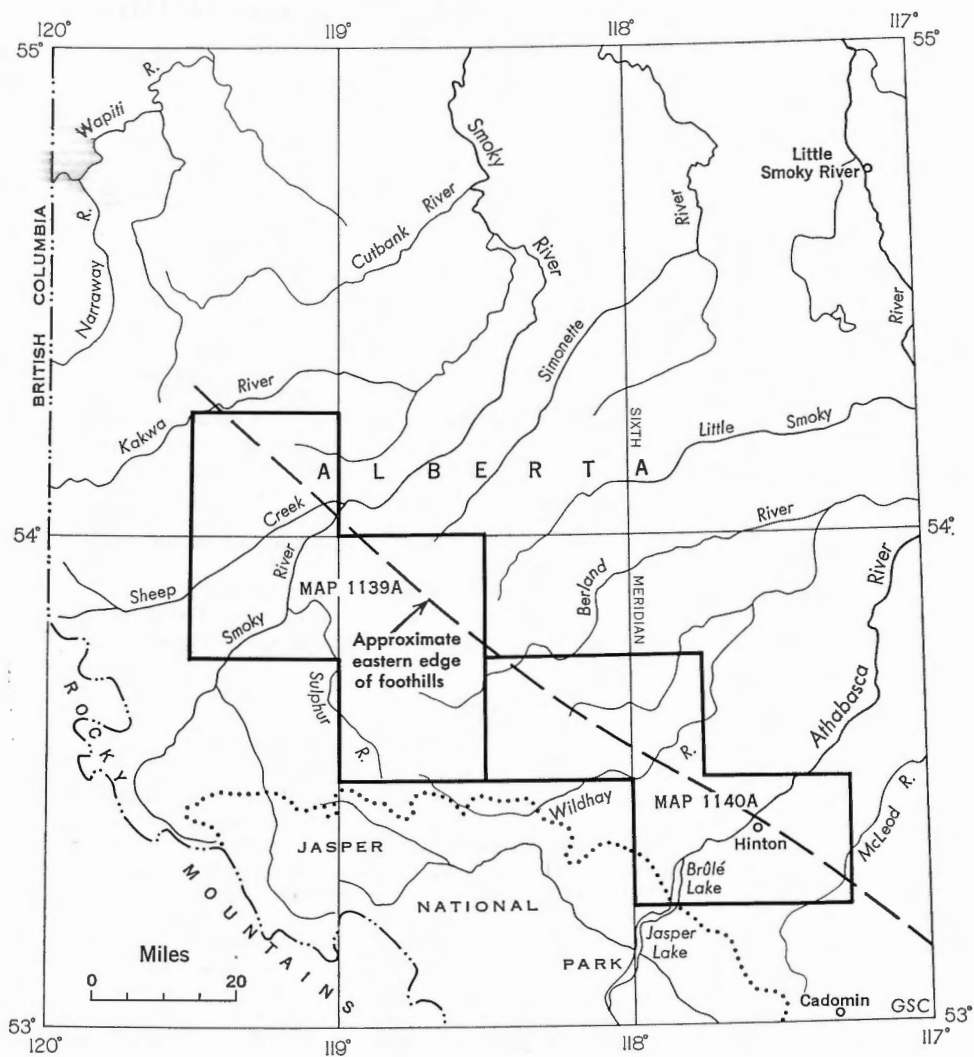 120°
119°
118°
117°
55°
55°
R.
Wapiti
Smoky
Little
Smoky River
BRITISH COLUMBIA
R.
Narraway
River
Cutbank
River
River
River
Simonette
Kakwa
River
SIXTH
Little Smoky
ALBERTA
Creek
54°
River
54°
Sheep
River
MAP 1139A
Berland
MERIDIAN
River
Smoky
Approximate
eastern edge
of foothills
Athabasca
Sulphur
R.
ROCKY
MOUNTAINS
R.
Wildhay
MAP 1140A
R.
McLeod
Hinton
JASPER
NATIONAL
PARK
Brûlé
Lake
Jasper
Lake
Miles
0 20
Cadomin
GSC
53°
53°
120°
119°
118°
117°